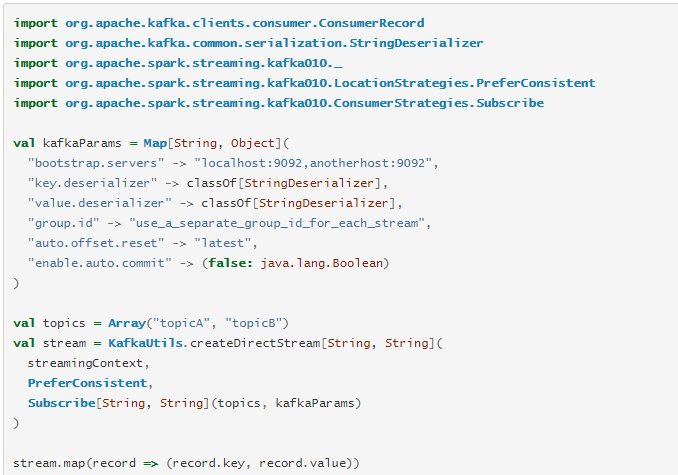 import org.apache.kafka.clients.consumer.ConsumerRecord
import org.apache.kafka.common.serialization.StringDeserializer
import org.apache.spark.streaming.kafka010._
import org.apache.spark.streaming.kafka010.LocationStrategies.PreferConsistent
import org.apache.spark.streaming.kafka010.ConsumerStrategies.Subscribe

val kafkaParams = Map[String, Object](
  "bootstrap.servers" -> "localhost:9092,anotherhost:9092",
  "key.deserializer" -> classOf[StringDeserializer],
  "value.deserializer" -> classOf[StringDeserializer],
  "group.id" -> "use_a_separate_group_id_for_each_stream",
  "auto.offset.reset" -> "latest",
  "enable.auto.commit" -> (false: java.lang.Boolean)
)

val topics = Array("topicA", "topicB")
val stream = KafkaUtils.createDirectStream[String, String](
  streamingContext,
  PreferConsistent,
  Subscribe[String, String](topics, kafkaParams)
)

stream.map(record => (record.key, record.value))